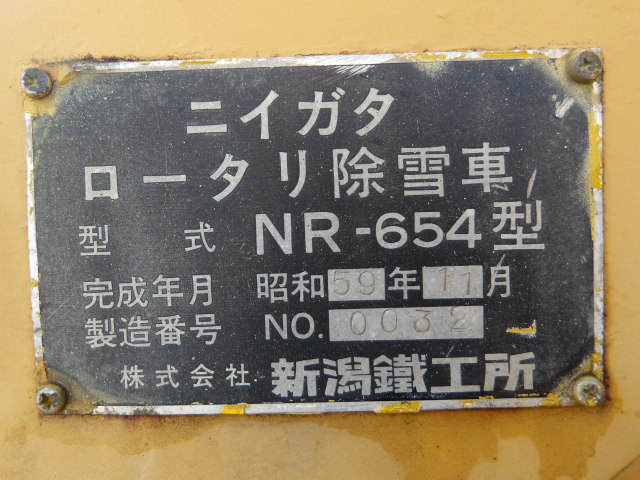 ニイガタ
ロータリ除雪車
型式 NR-654型
完成年月 昭和59年11月
製造番号 NO. 0032
株式会社 新潟鐵工所